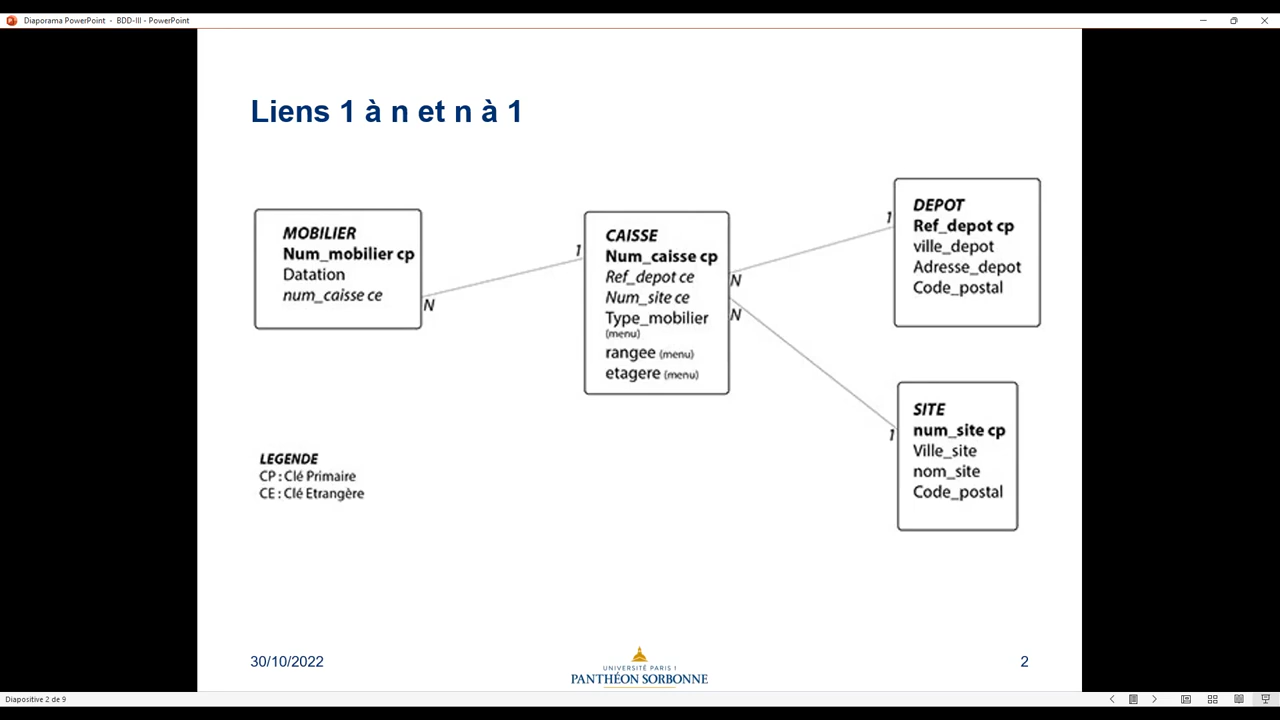 Diaporama PowerPoint - BDD-III - PowerPoint
Liens 1 à n et n à 1
MOBILIER
Num_mobilier cp
Datation
num_caisse ce
N
1
CAISSE
Num_caisse cp
Ref_depot ce
Num_site ce
Type_mobilier
(menu)
rangee (menu)
etagere (menu)
N
N
1
DEPOT
Ref_depot cp
ville_depot
Adresse_depot
Code_postal
1
SITE
num_site cp
Ville_site
nom_site
Code_postal
LEGENDE
CP : Clé Primaire
CE : Clé Etrangère
30/10/2022
UNIVERSITÉ PARIS 1
PANTHÉON SORBONNE
2
Diapositive 2 de 9